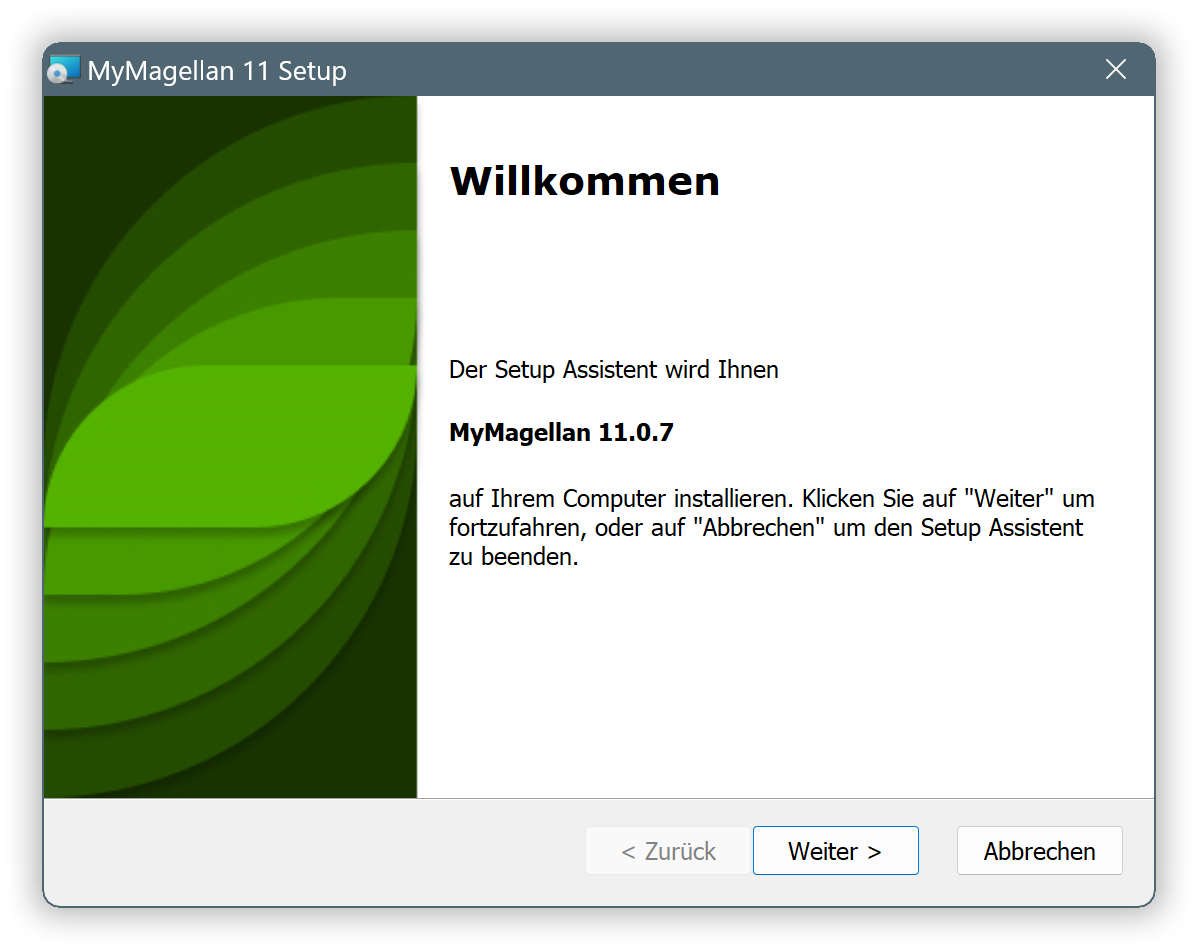 MyMagellan 11 Setup
Willkommen
Der Setup Assistent wird Ihnen
MyMagellan 11.0.7
auf Ihrem Computer installieren. Klicken Sie auf "Weiter" um
fortzufahren, oder auf "Abbrechen" um den Setup Assistent
zu beenden.
< Zurück
Weiter >
Abbrechen